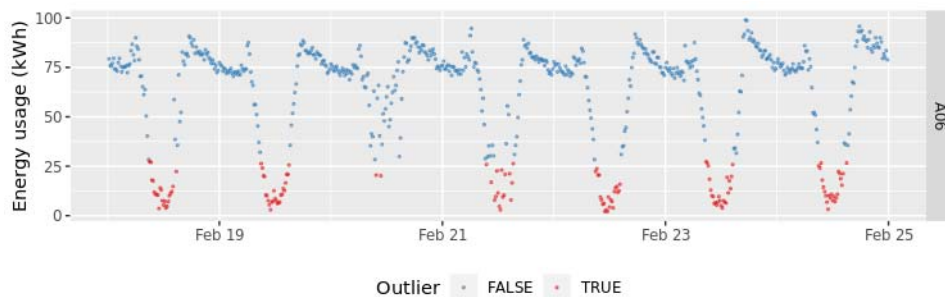 100
75
50
25
0
Energy usage (kWh)
A06
Feb 19 Feb 21 Feb 23 Feb 25
Outlier FALSE TRUE